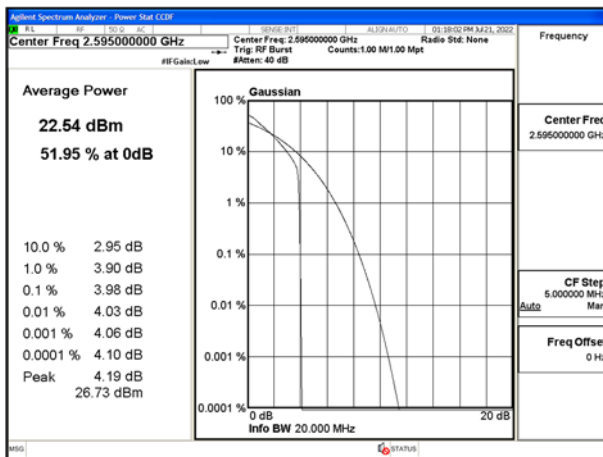 Agilent Spectrum Analyzer - Power Stat CCDF
RL RF 50 Ω AC SENSE:INT ALIGN AUTO 01:18:02 PM Jul 21, 2022
Center Freq 2.595000000 GHz
Center Freq: 2.595000000 GHz Radio Std: None
Trig: RF Burst Counts:1.00 M/1.00 Mpt
#IFGain:Low #Atten: 40 dB
Frequency
Average Power
22.54 dBm
51.95 % at 0dB
10.0 % 2.95 dB
1.0 % 3.90 dB
0.1 % 3.98 dB
0.01 % 4.03 dB
0.001 % 4.06 dB
0.0001 % 4.10 dB
Peak 4.19 dB
26.73 dBm
Gaussian
100 %
10 %
1 %
0.1 %
0.01 %
0.001 %
0.0001 %
0 dB 20 dB
Info BW 20.000 MHz
Center Freq
2.595000000 GHz
CF Step
5.000000 MHz
Auto Man
Freq Offset
0 Hz
MSG STATUS